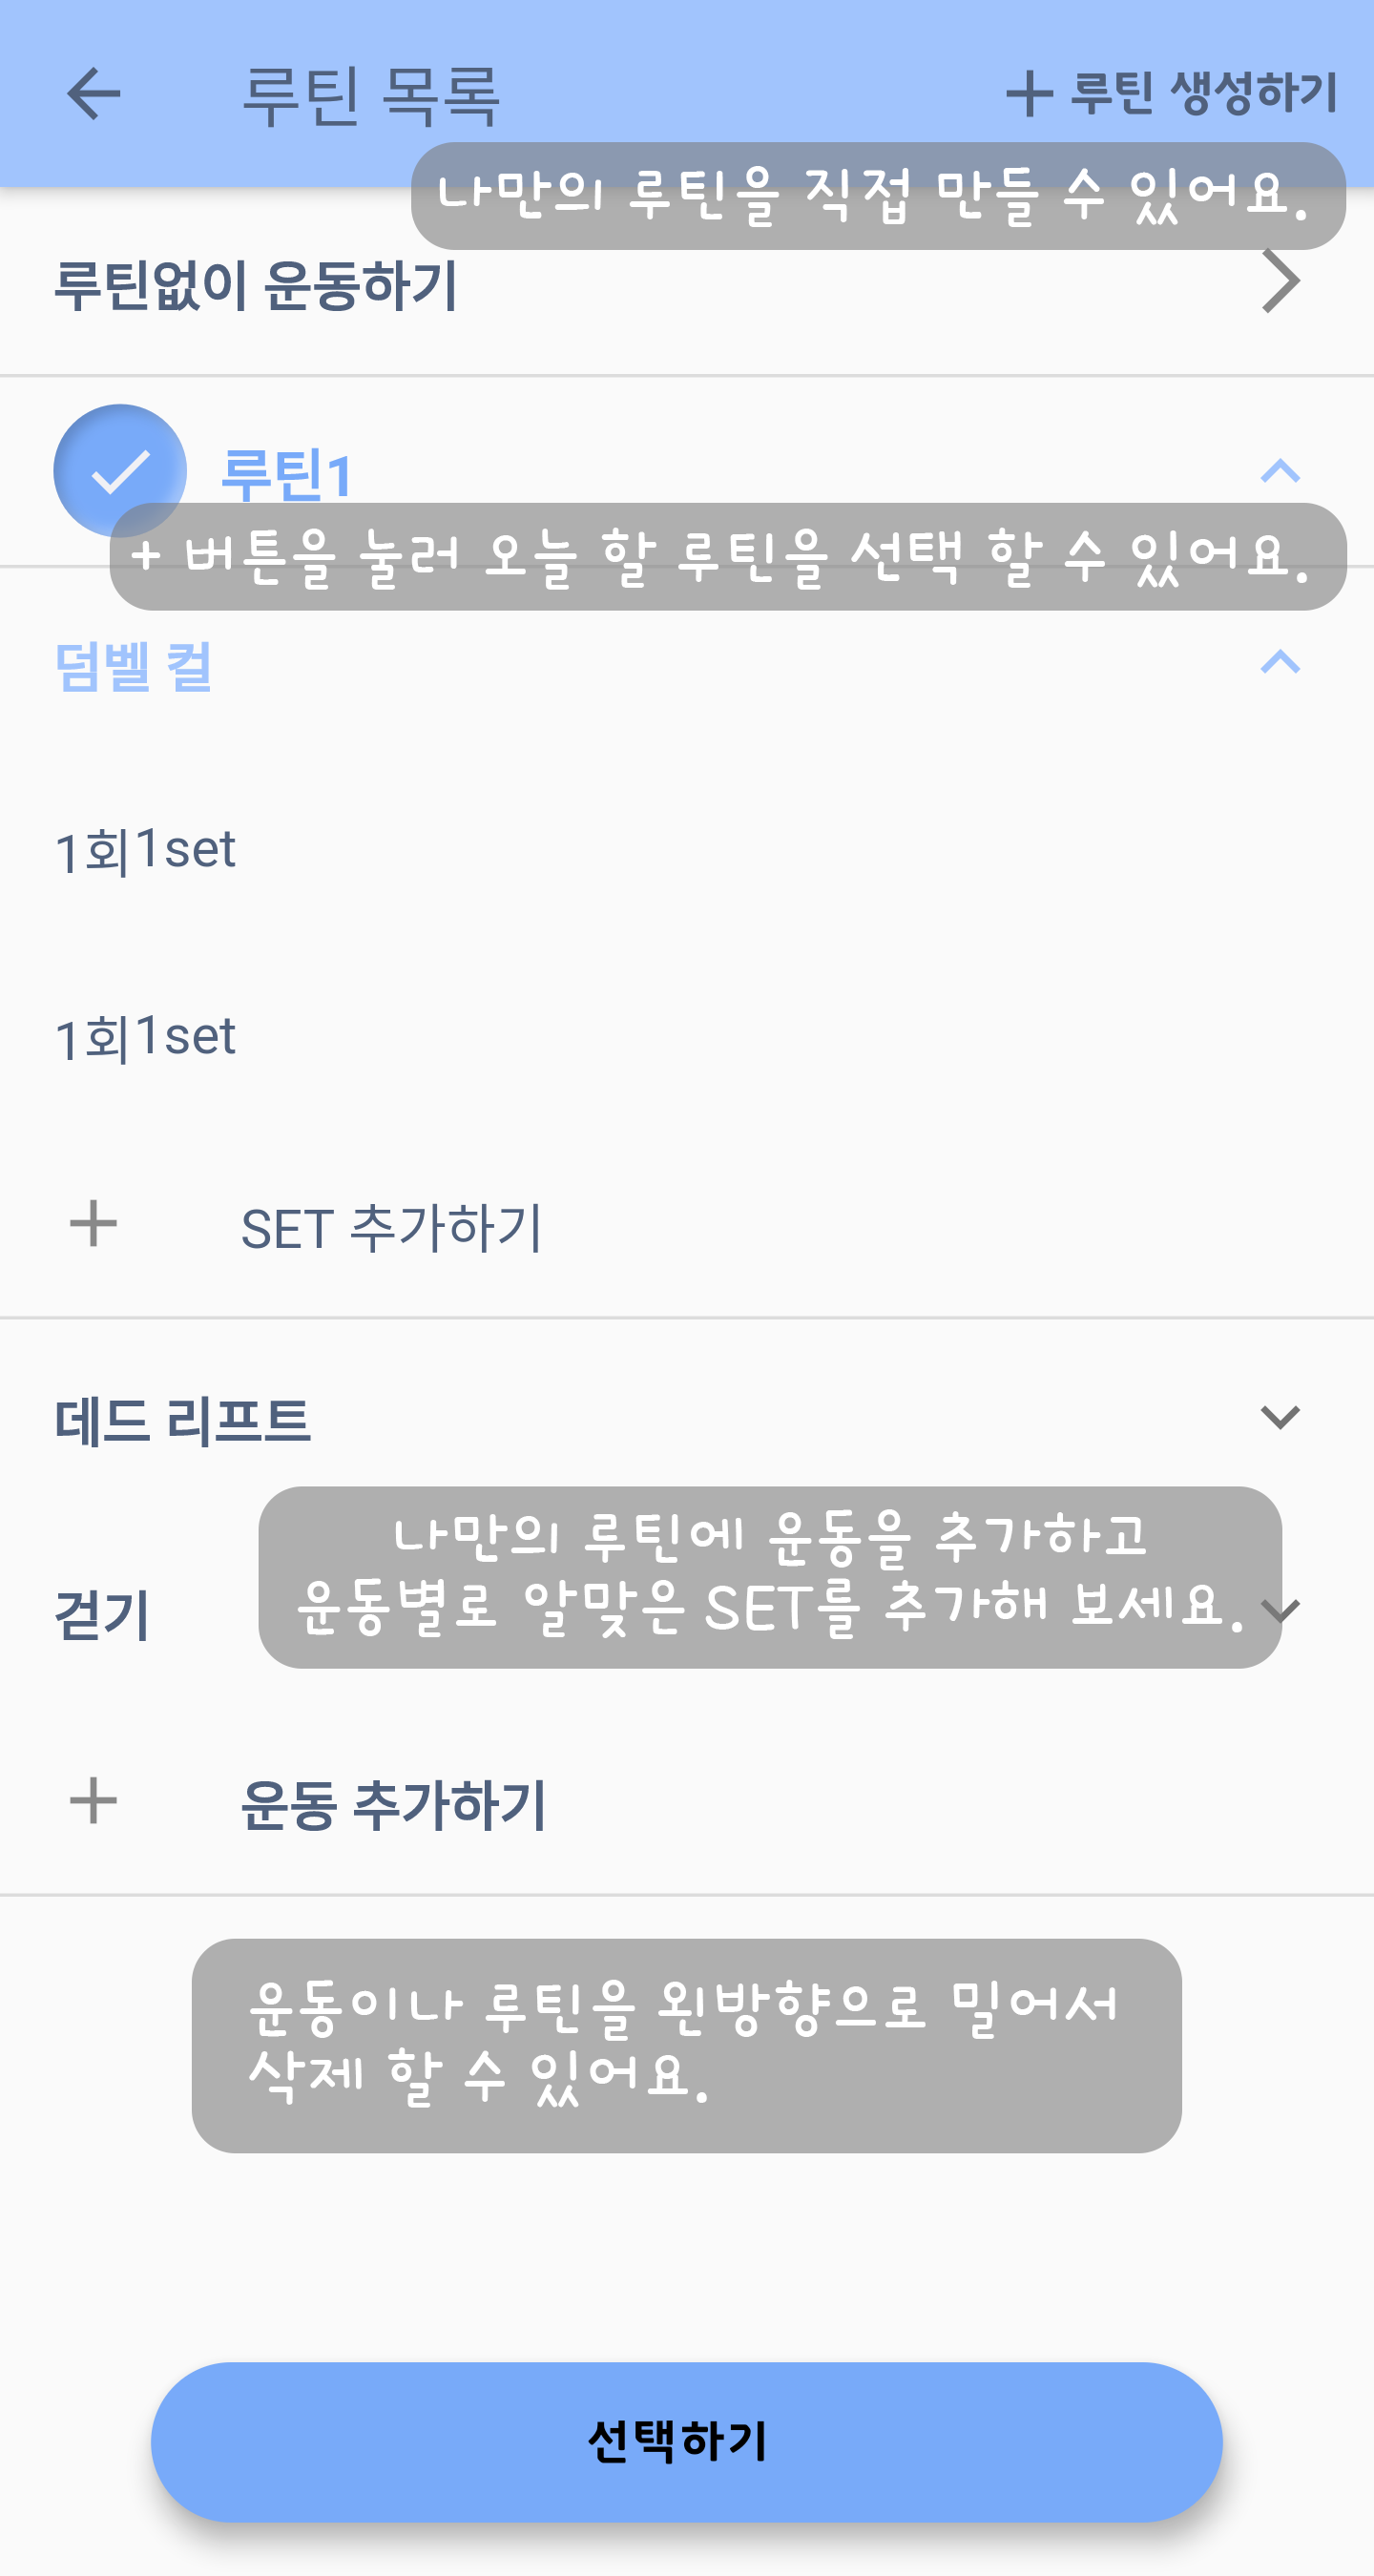 루틴 목록
+ 루틴 생성하기
나만의 루틴을 직접 만들 수 있어요.
루틴없이 운동하기
루틴1
+ 버튼을 눌러 오늘 할 루틴을 선택 할 수 있어요.
덤벨 컬
1회1set
1회1set
+ SET 추가하기
데드 리프트
나만의 루틴에 운동을 추가하고
운동별로 알맞은 SET를 추가해 보세요.
걷기
+ 운동 추가하기
운동이나 루틴을 왼방향으로 밀어서
삭제 할 수 있어요.
선택하기